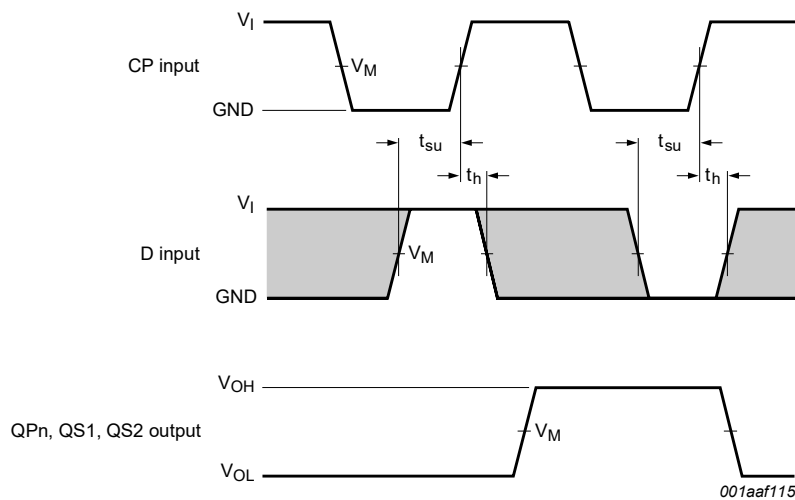 V_I
CP input
V_M
GND
t_su
t_su
t_h
t_h
V_I
D input
V_M
GND
V_OH
QPn, QS1, QS2 output
V_M
V_OL
001aaf115